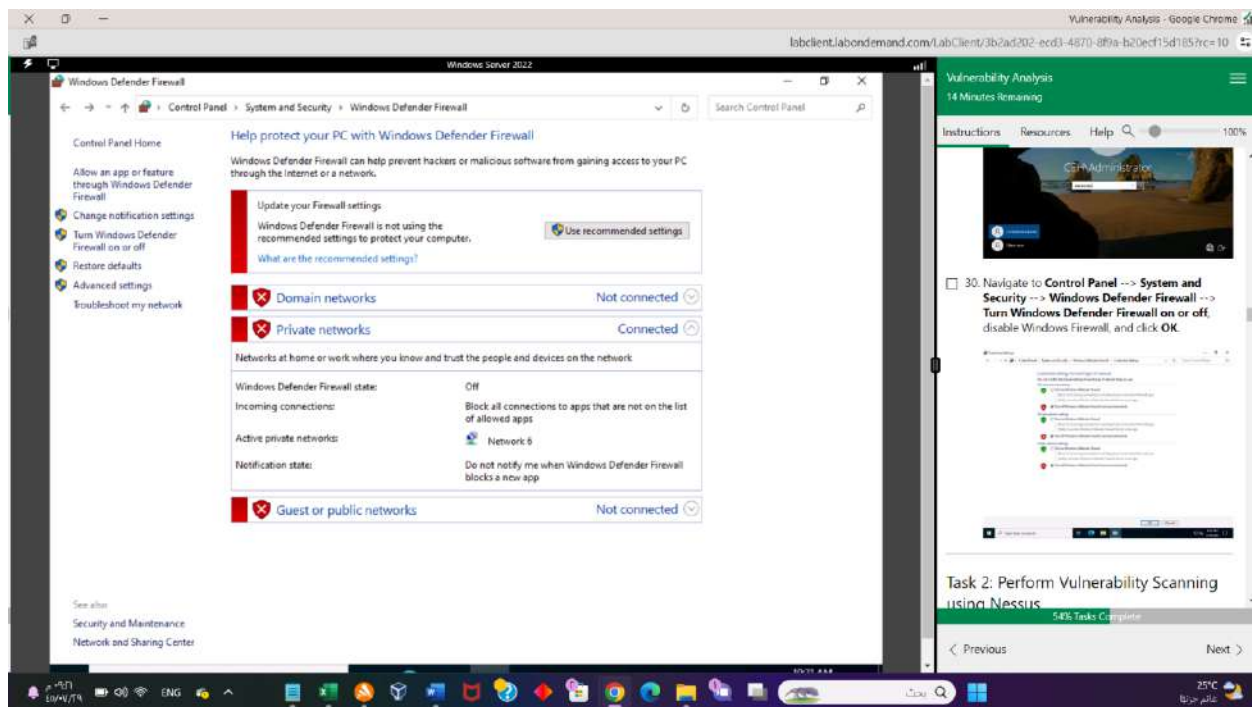 Vulnerability Analysis - Google Chrome
labclient.labondemand.com/LabClient/3b2ad202-ecd3-4870-8f9a-b20ecf15d185?rc=10
Windows Server 2022
Windows Defender Firewall
Control Panel › System and Security › Windows Defender Firewall
Search Control Panel
Control Panel Home
Allow an app or feature
through Windows Defender
Firewall
Change notification settings
Turn Windows Defender
Firewall on or off
Restore defaults
Advanced settings
Troubleshoot my network
Help protect your PC with Windows Defender Firewall
Windows Defender Firewall can help prevent hackers or malicious software from gaining access to your PC
through the Internet or a network.
Update your Firewall settings
Windows Defender Firewall is not using the
recommended settings to protect your computer.
Use recommended settings
What are the recommended settings?
Domain networks Not connected
Private networks Connected
Networks at home or work where you know and trust the people and devices on the network
Windows Defender Firewall state: Off
Incoming connections: Block all connections to apps that are not on the list
of allowed apps
Active private networks: Network 6
Notification state: Do not notify me when Windows Defender Firewall
blocks a new app
Guest or public networks Not connected
See also
Security and Maintenance
Network and Sharing Center
10:21 AM
Vulnerability Analysis
14 Minutes Remaining
Instructions Resources Help 100%
CEH\Administrator
30. Navigate to Control Panel --> System and
Security --> Windows Defender Firewall -->
Turn Windows Defender Firewall on or off,
disable Windows Firewall, and click OK.
Task 2: Perform Vulnerability Scanning
using Nessus
54% Tasks Complete
< Previous Next >
ENG
بحث
25°C